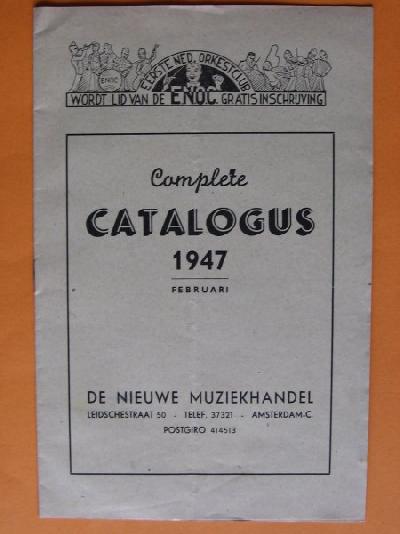 EERSTE NED. ORKESTCLUB
ENOC
WORDT LID VAN DE E.N.O.C. GRATIS INSCHRIJVING
Complete
CATALOGUS
1947
FEBRUARI
DE NIEUWE MUZIEKHANDEL
LEIDSCHESTRAAT 50 - TELEF. 37321 - AMSTERDAM-C.
POSTGIRO 414513